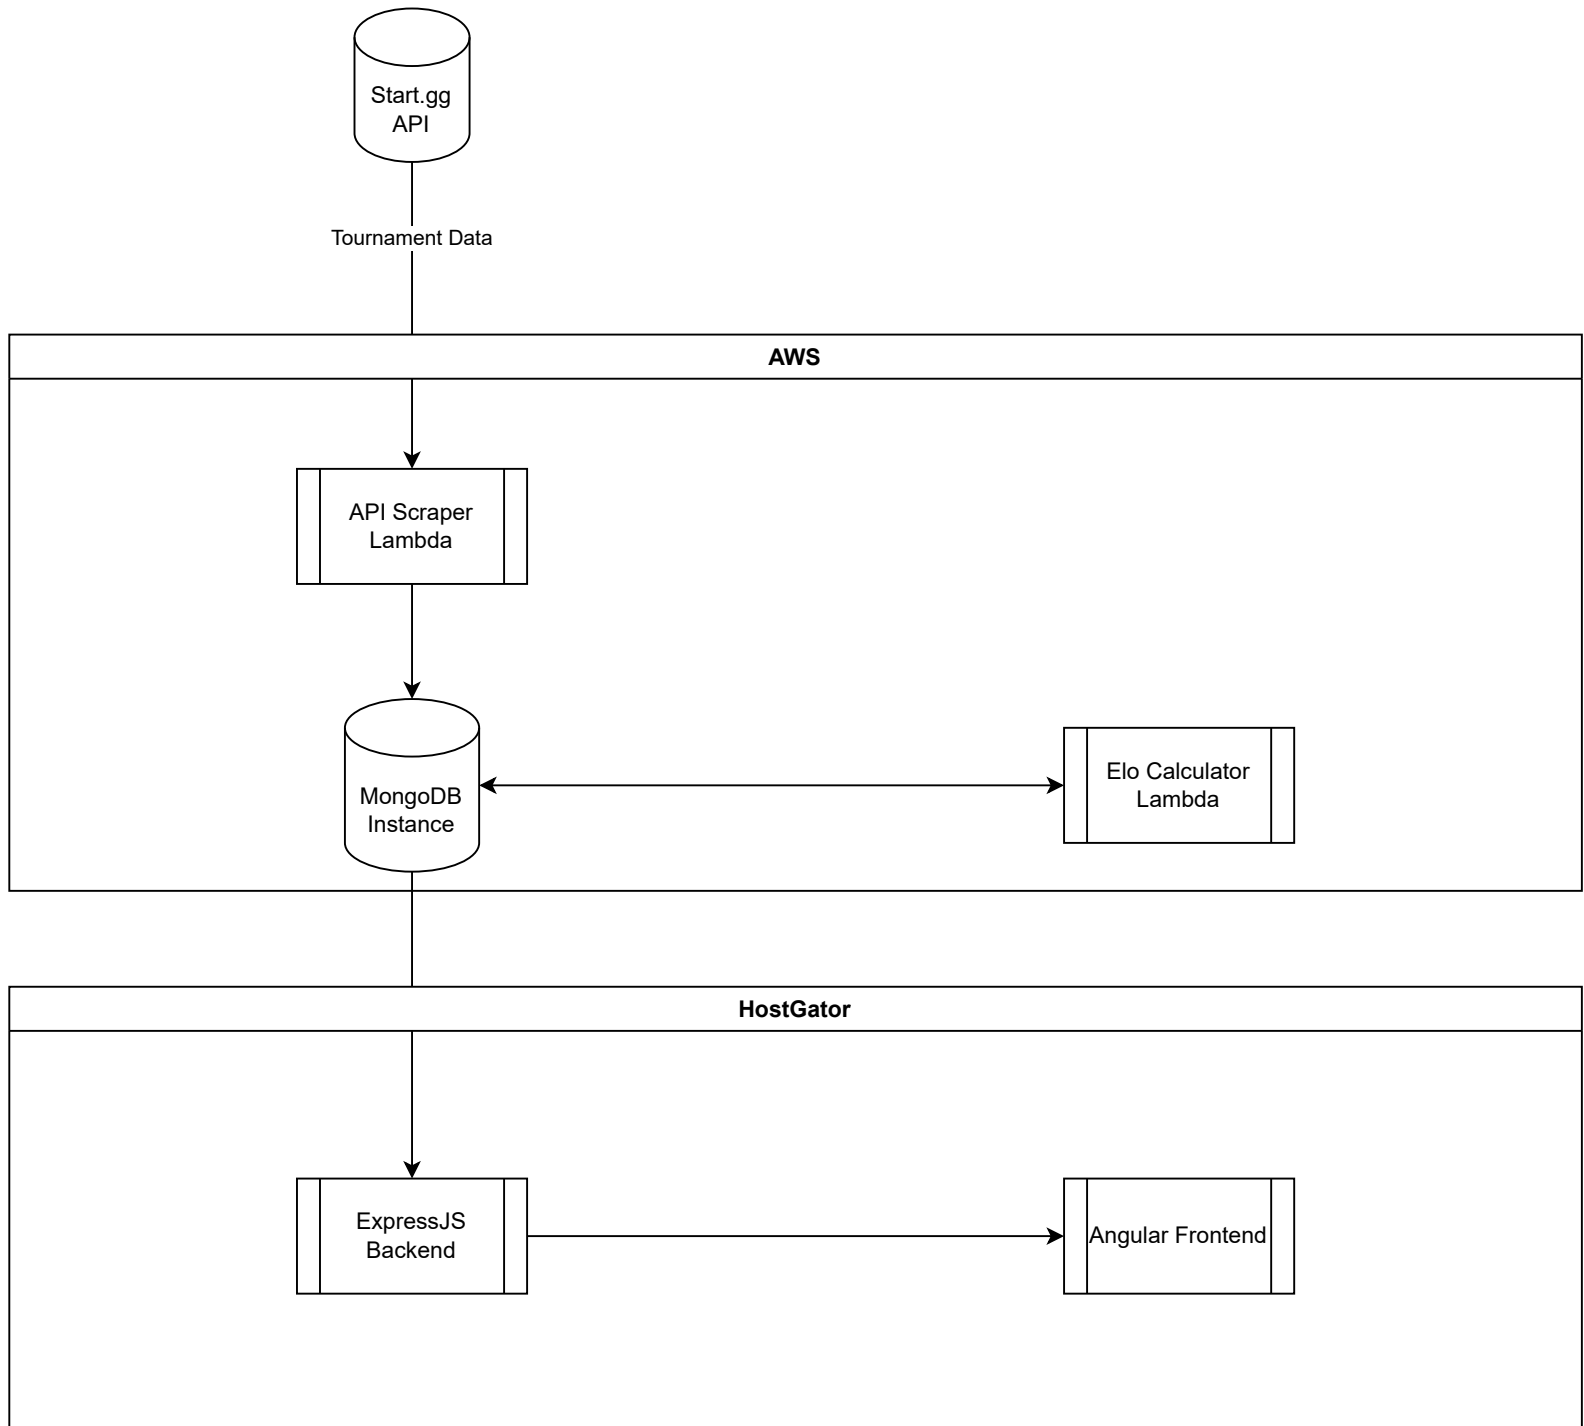 Start.gg
API
Tournament Data
AWS
API Scraper
Lambda
MongoDB
Instance
Elo Calculator
Lambda
HostGator
ExpressJS
Backend
Angular Frontend